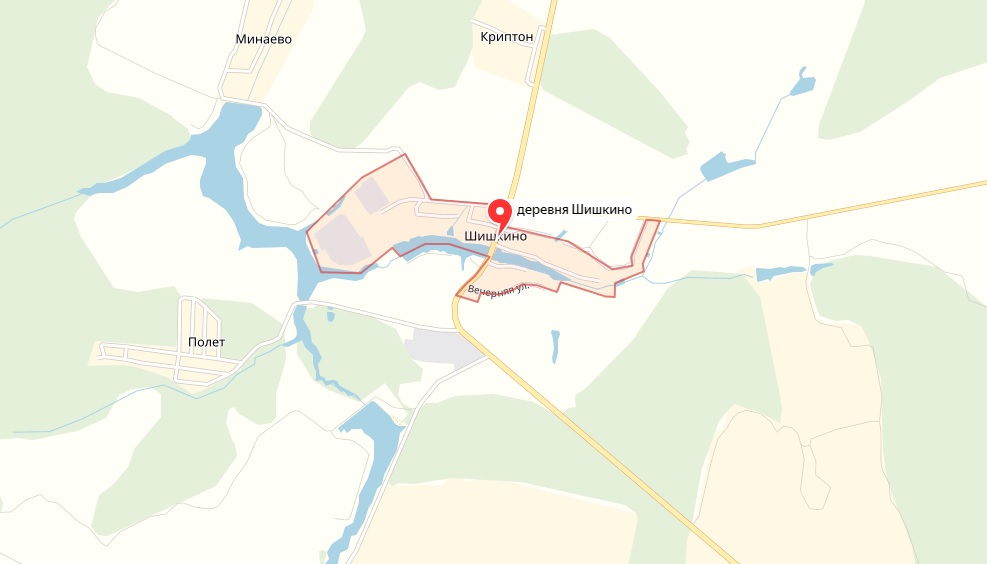 Минаево
Криптон
деревня Шишкино
Шишкино
Вечерняя ул.
Полет